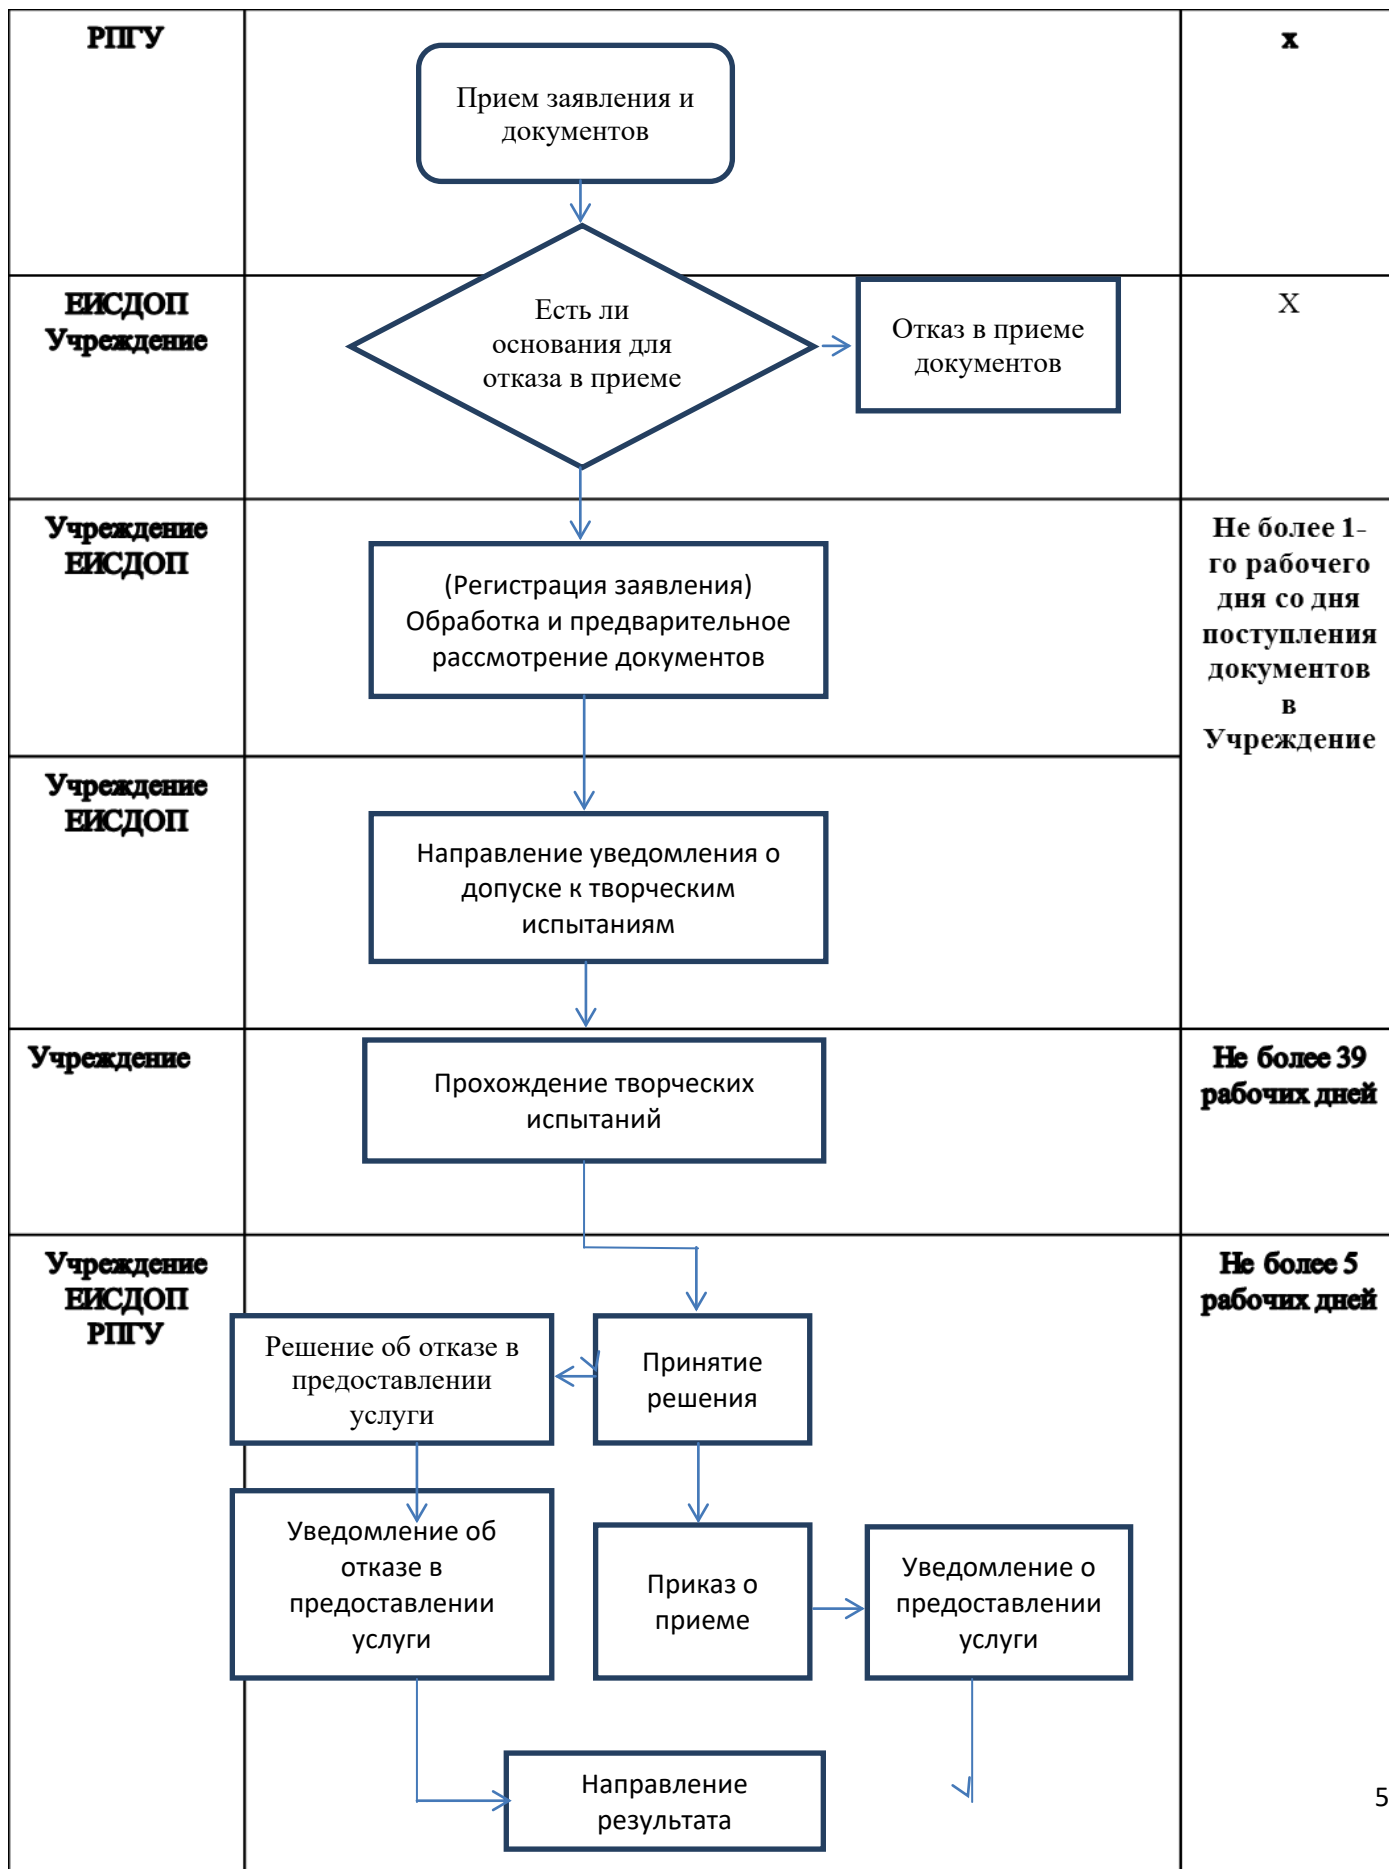 РПГУ
Прием заявления и
документов
x
ЕИСДОП
Учреждение
Есть ли
основания для
отказа в приеме
Отказ в приеме
документов
X
Учреждение
ЕИСДОП
(Регистрация заявления)
Обработка и предварительное
рассмотрение документов
Не более 1-
го рабочего
дня со дня
поступления
документов
в
Учреждение
Учреждение
ЕИСДОП
Направление уведомления о
допуске к творческим
испытаниям
Учреждение
Прохождение творческих
испытаний
Не более 39
рабочих дней
Учреждение
ЕИСДОП
РПГУ
Не более 5
рабочих дней
Решение об отказе в
предоставлении
услуги
Принятие
решения
Уведомление об
отказе в
предоставлении
услуги
Приказ о
приеме
Уведомление о
предоставлении
услуги
Направление
результата
5